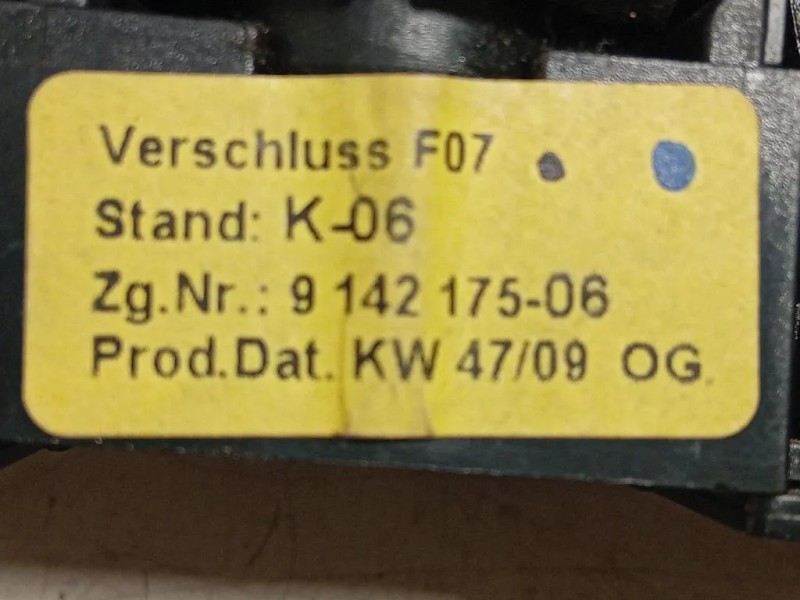 Verschluss F07
Stand: K-06
Zg.Nr.: 9 142 175-06
Prod.Dat. KW 47/09 OG.